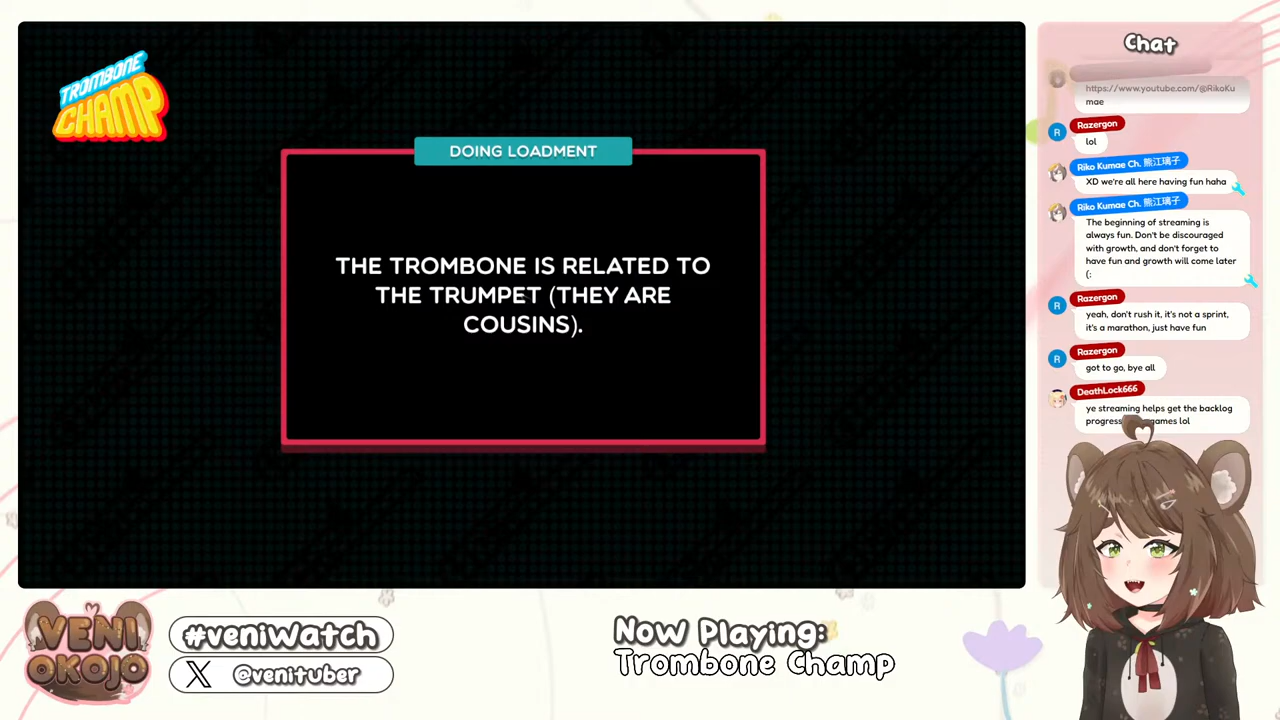 TROMBONE
CHAMP
DOING LOADMENT
THE TROMBONE IS RELATED TO
THE TRUMPET (THEY ARE
COUSINS).
Chat
https://www.youtube.com/@RikoKu
mae
R
Razergon
lol
Riko Kumae Ch. 熊江璃子
XD we're all here having fun haha
Riko Kumae Ch. 熊江璃子
The beginning of streaming is
always fun. Don't be discouraged
with growth, and don't forget to
have fun and growth will come later
(:
R
Razergon
yeah, don't rush it, it's not a sprint,
it's a marathon, just have fun
R
Razergon
got to go, bye all
DeathLock666
ye streaming helps get the backlog
games lol
VENI
OKOJO
#veniWatch
X @venituber
Now Playing:
Trombone Champ